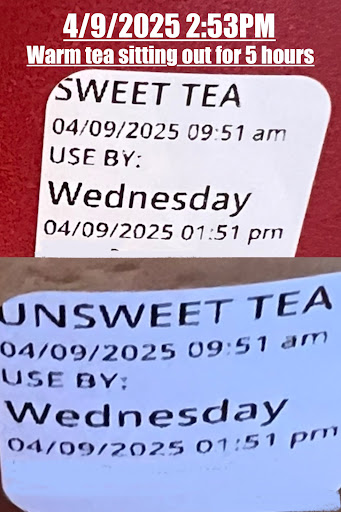 4/9/2025 2:53PM
Warm tea sitting out for 5 hours
SWEET TEA
04/09/2025 09:51 am
USE BY:
Wednesday
04/09/2025 01:51 pm
UNSWEET TEA
04/09/2025 09:51 am
USE BY:
Wednesday
04/09/2025 01:51 pm